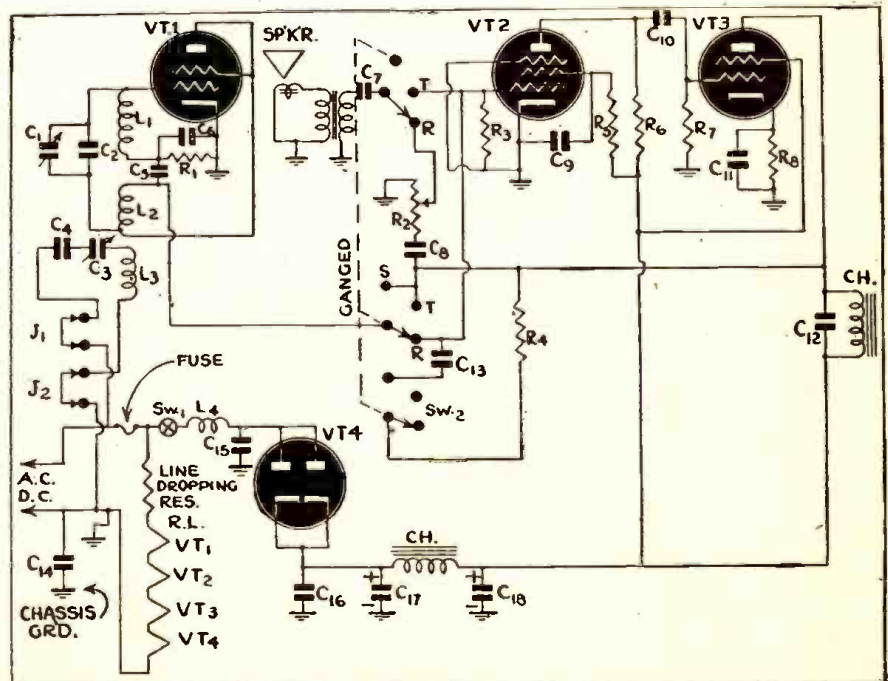 VT1
SP'KR.
VT2
C10
VT3
C7
T
R
C1
C2
L1
C6
R1
C5
L2
R3
C9
R5
R6
R7
C11
R8
R2
C8
C4
C3
L3
GANGED
S
T
R
C13
R4
C12
CH.
J1
J2
FUSE
SW.1
L4
C15
VT4
SW.2
A.C.
D.C.
LINE
DROPPING
RES.
R.L.
VT1
VT2
VT3
VT4
C14
CHASSIS
GRD.
CH.
C16
+
-
C17
+
-
C18